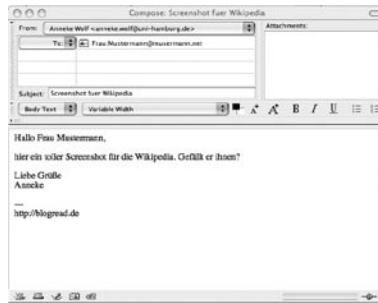 Compose: Screenshot fuer Wikipedia
From: Anneke Wolf <anneke.wolf@uni-hamburg.de>
Attachments:
To: Frau.Mustermann@mustermann.net
Subject: Screenshot fuer Wikipedia
Body Text Variable Width A A B I U
Hallo Frau Mustermann,
hier ein toller Screenshot für die Wikipedia. Gefällt er ihnen?
Liebe Grüße
Anneke
---
http://blogread.de